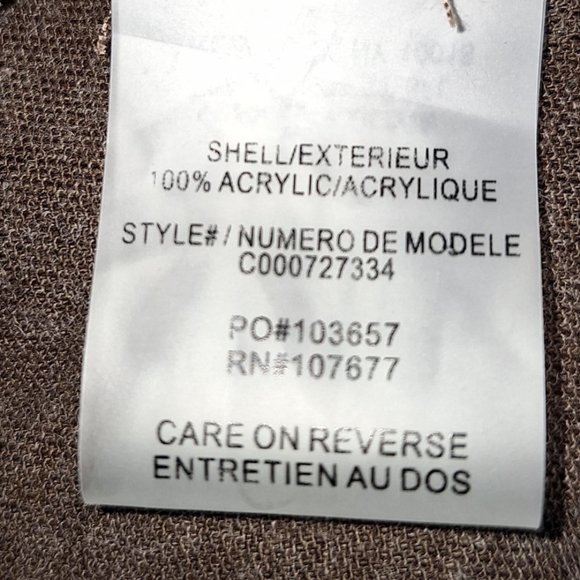 SHELL/EXTERIEUR
100% ACRYLIC/ACRYLIQUE
STYLE# / NUMERO DE MODELE
C000727334
PO#103657
RN#107677
CARE ON REVERSE
ENTRETIEN AU DOS